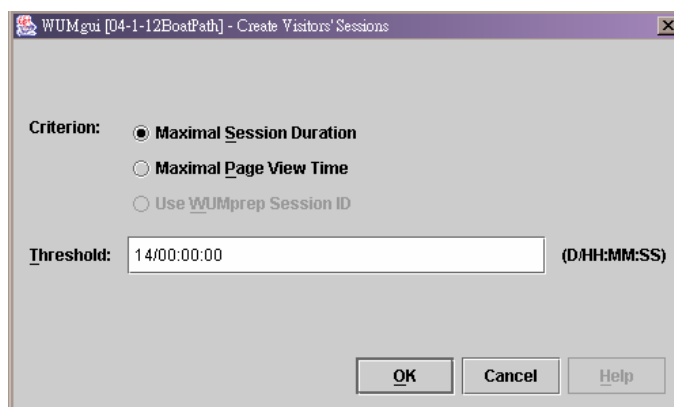 WUMgui [04-1-12BoatPath] - Create Visitors' Sessions
Criterion:
Maximal Session Duration
Maximal Page View Time
Use WUMprep Session ID
Threshold: 14/00:00:00 (D/HH:MM:SS)
OK Cancel Help